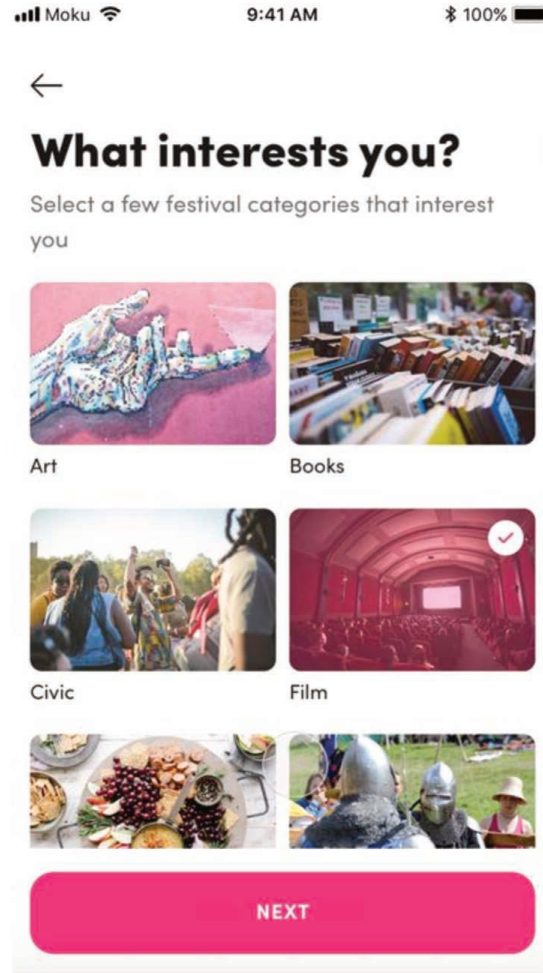 Moku 9:41 AM 100%
What interests you?
Select a few festival categories that interest
you
Art Books
Civic Film
NEXT